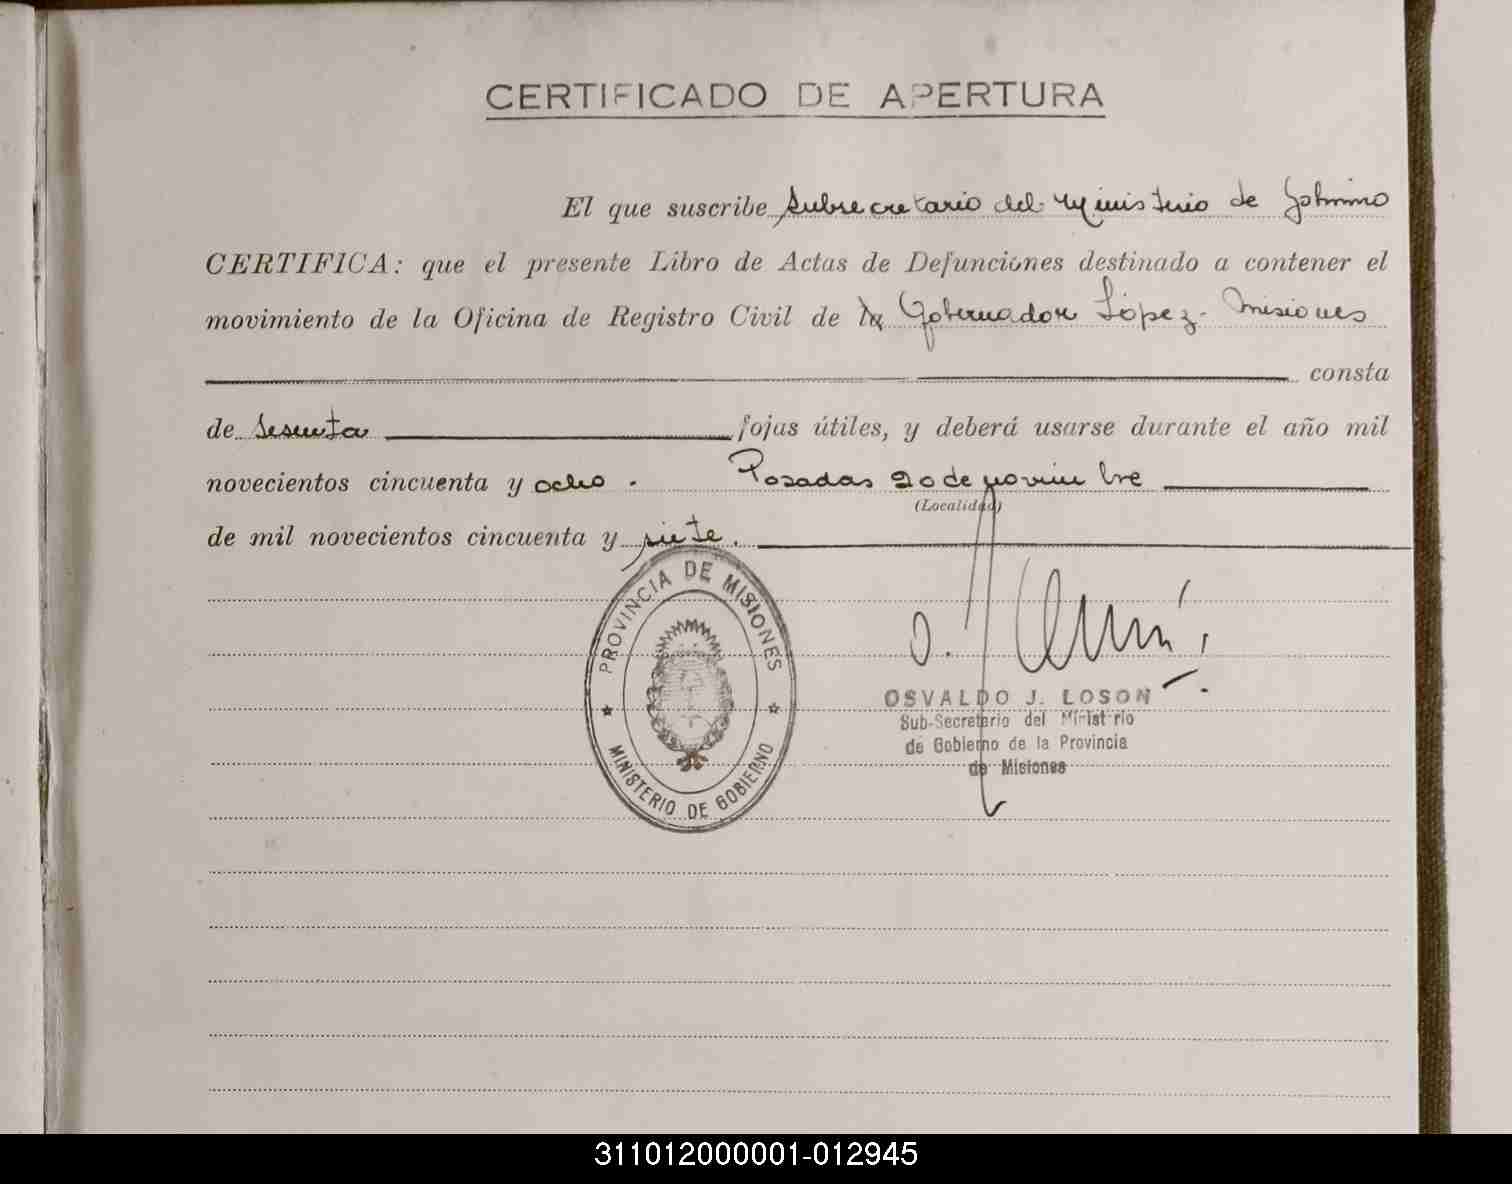 CERTIFICADO DE APERTURA
El que suscribe Subsecretario del Ministerio de Gobierno
CERTIFICA: que el presente Libro de Actas de Defunciones destinado a contener el
movimiento de la Oficina de Registro Civil de Gobernador López - Misiones
consta
de sesenta fojas útiles, y deberá usarse durante el año mil
novecientos cincuenta y ocho. Posadas 20 de noviembre
(Localidad)
de mil novecientos cincuenta y siete.
PROVINCIA DE MISIONES
MINISTERIO DE GOBIERNO
OSVALDO J. LOSON
Sub-Secretario del Ministerio
de Gobierno de la Provincia
de Misiones
311012000001-012945